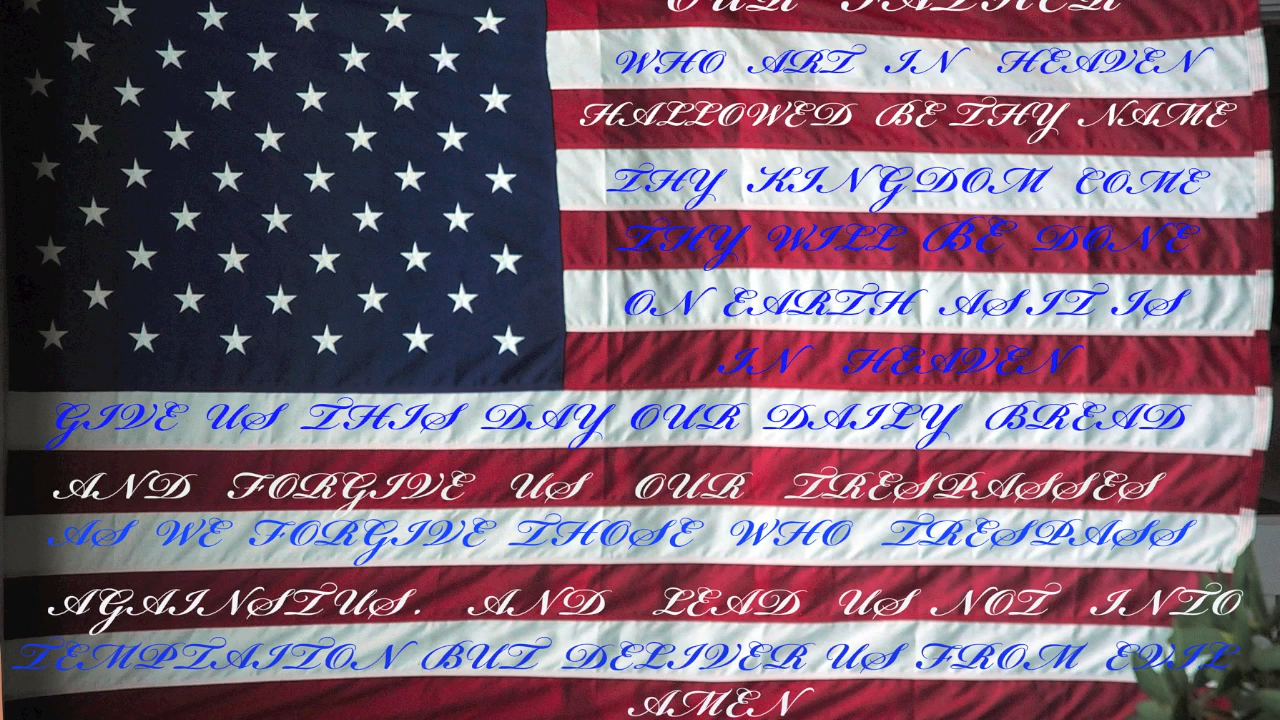 OUR FATHER
WHO ART IN HEAVEN
HALLOWED BE THY NAME
THY KINGDOM COME
THY WILL BE DONE
ON EARTH AS IT IS
IN HEAVEN
GIVE US THIS DAY OUR DAILY BREAD
AND FORGIVE US OUR TRESPASSES
AS WE FORGIVE THOSE WHO TRESPASS
AGAINST US. AND LEAD US NOT INTO
TEMPTAITON BUT DELIVER US FROM EVIL
AMEN